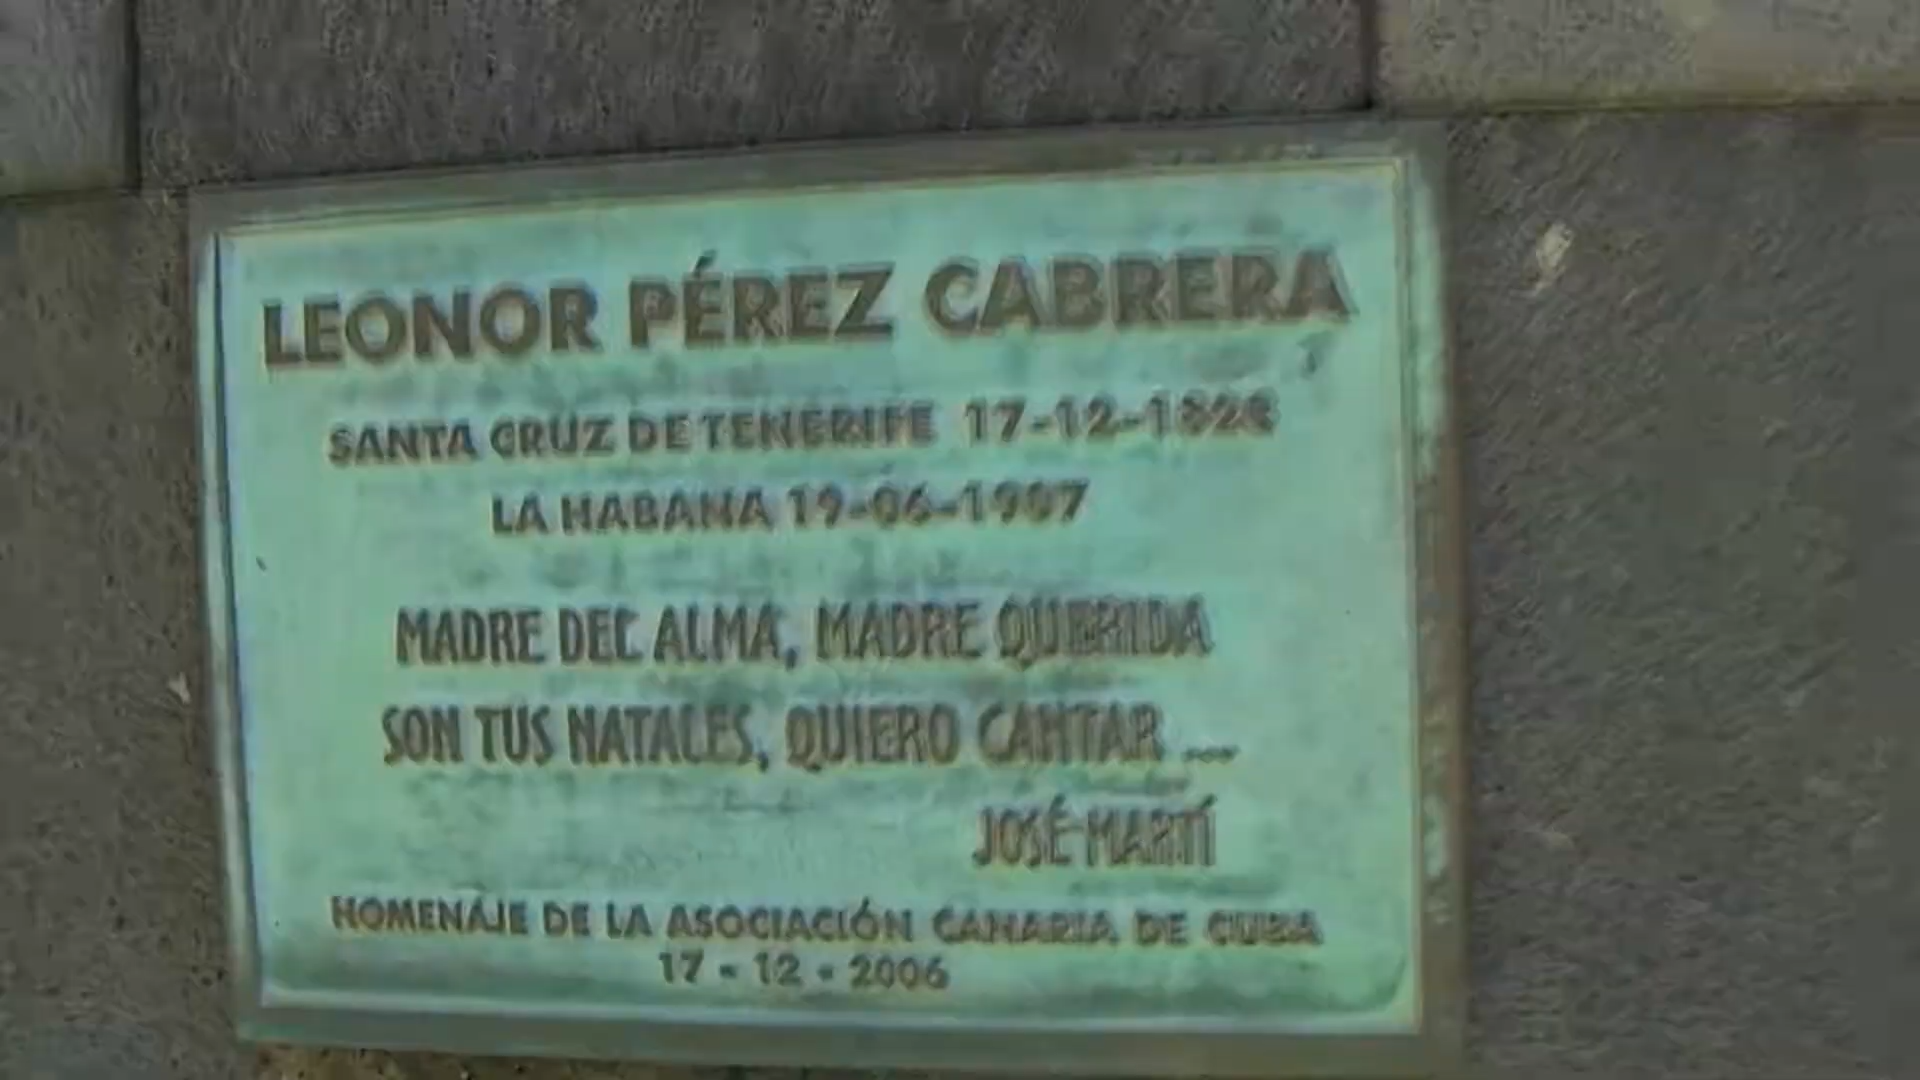 LEONOR PÉREZ CABRERA
SANTA CRUZ DE TENERIFE 17-12-1828
LA HABANA 19-06-1907
MADRE DEL ALMA, MADRE QUERIDA
SON TUS NATALES, QUIERO CANTAR ...
JOSÉ MARTÍ
HOMENAJE DE LA ASOCIACIÓN CANARIA DE CUBA
17 - 12 - 2006